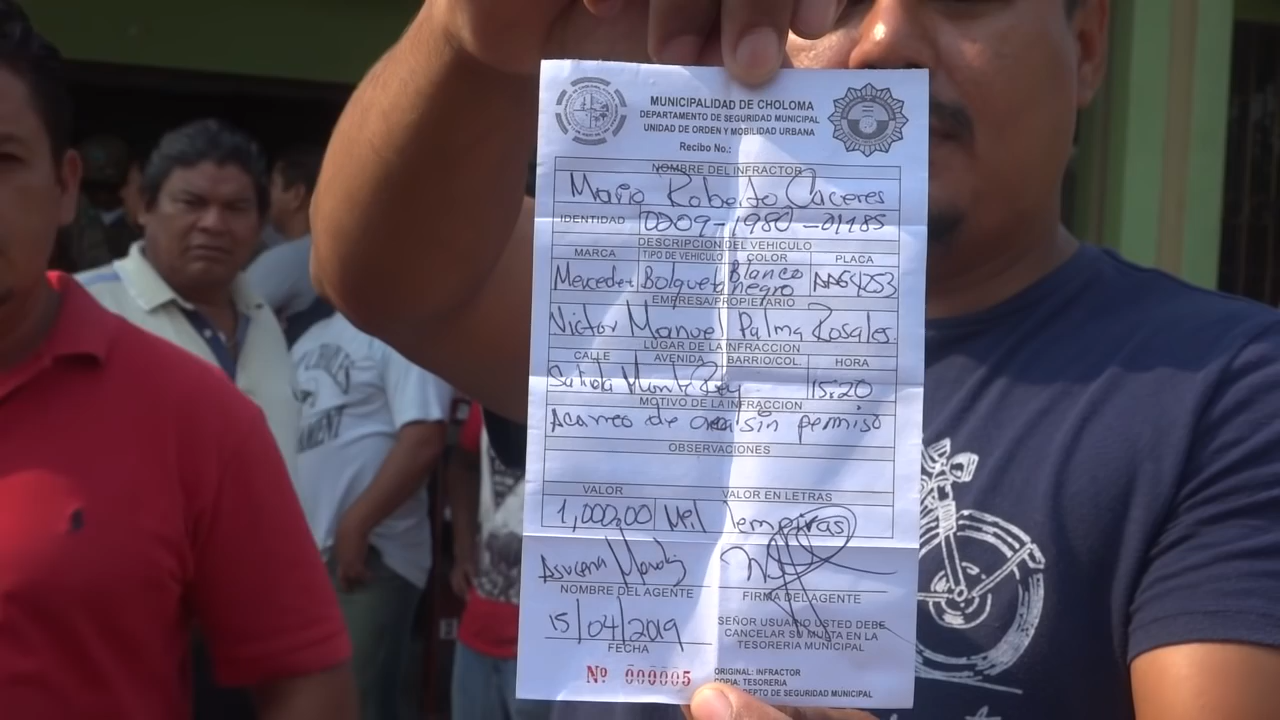 MUNICIPALIDAD DE CHOLOMA
DEPARTAMENTO DE SEGURIDAD MUNICIPAL
UNIDAD DE ORDEN Y MOBILIDAD URBANA
Recibo No.:
NOMBRE DEL INFRACTOR
Mario Roberto Caceres
IDENTIDAD 0209-1980-01185
DESCRIPCION DEL VEHICULO
MARCA TIPO DE VEHICULO COLOR PLACA
Mercedes Bolqueta Blanco negro AA64253
EMPRESA/PROPIETARIO
Victor Manuel Palma Rosales
LUGAR DE LA INFRACCION
CALLE AVENIDA BARRIO/COL. HORA
Salida Monte Rey 15:20
MOTIVO DE LA INFRACCION
Acarreo de arena sin permiso
OBSERVACIONES
VALOR VALOR EN LETRAS
1,000.00 Mil lempiras
NOMBRE DEL AGENTE FIRMA DEL AGENTE
15/04/2019
FECHA
SEÑOR USUARIO USTED DEBE
CANCELAR SU MULTA EN LA
TESORERIA MUNICIPAL
Nº 000005
ORIGINAL: INFRACTOR
COPIA: TESORERIA
DEPTO DE SEGURIDAD MUNICIPAL